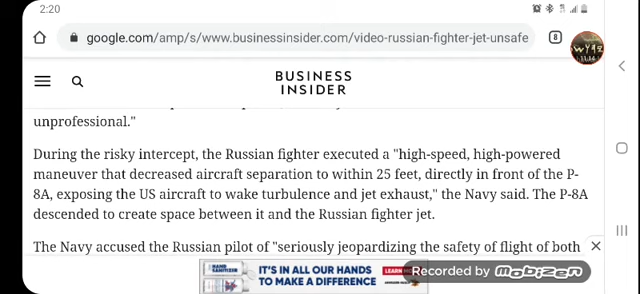 2:20
google.com/amp/s/www.businessinsider.com/video-russian-fighter-jet-unsafe
8
BUSINESS
INSIDER
unprofessional."
During the risky intercept, the Russian fighter executed a "high-speed, high-powered
maneuver that decreased aircraft separation to within 25 feet, directly in front of the P-
8A, exposing the US aircraft to wake turbulence and jet exhaust," the Navy said. The P-8A
descended to create space between it and the Russian fighter jet.
The Navy accused the Russian pilot of "seriously jeopardizing the safety of flight of both
HAND
SANITIZER
IT'S IN ALL OUR HANDS
TO MAKE A DIFFERENCE
LEARN
Recorded by Mobizen